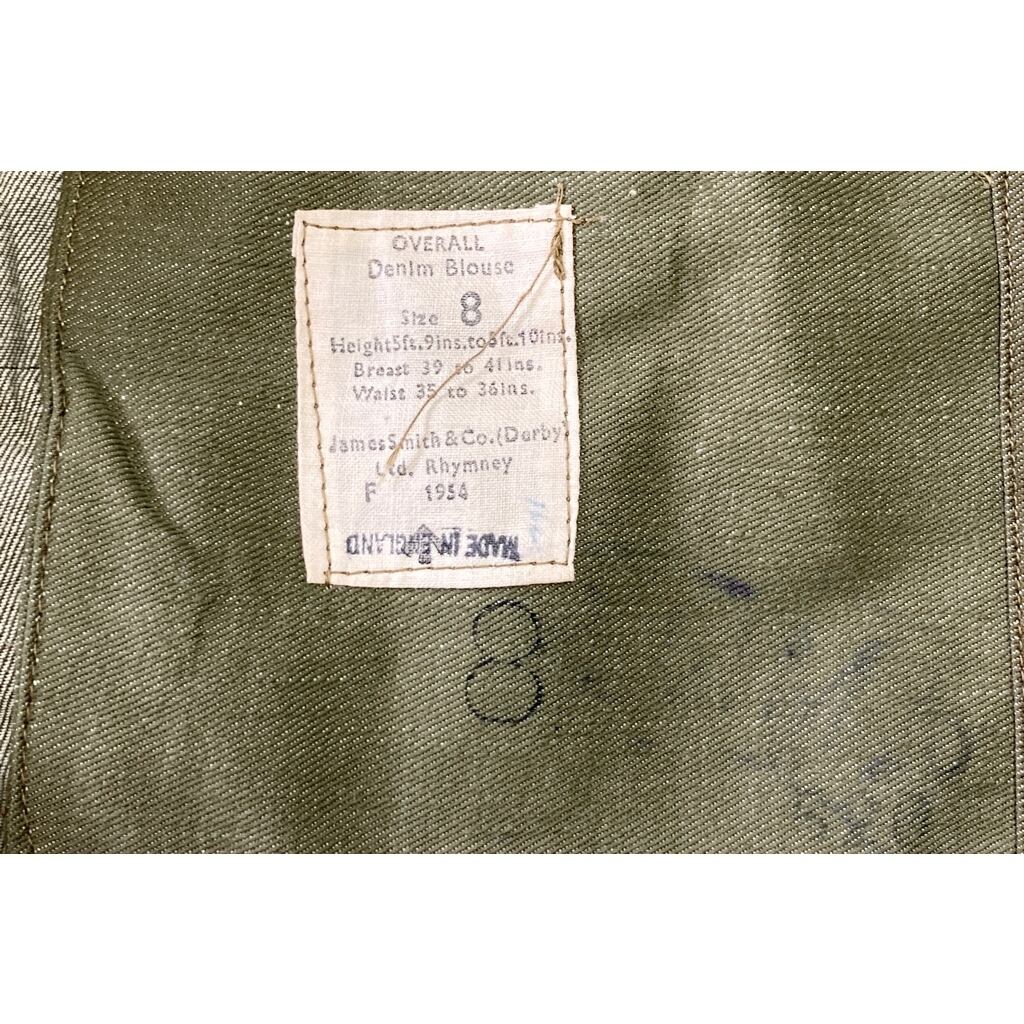 OVERALL
Denim Blouse
Size 8
Height 5ft.9ins.to 5ft.10ins.
Breast 39 to 41ins.
Waist 35 to 36ins.
James Smith & Co.(Derby)
Ltd. Rhymney
F 1954
MADE IN ENGLAND
8